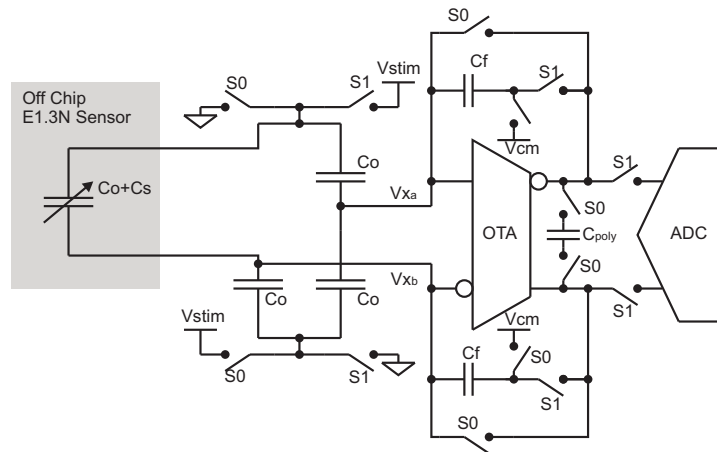 S0
Cf
S1
Vcm
Vstim
S0
S1
Off Chip
E1.3N Sensor
Co+Cs
Co
Vxa
OTA
S0
Cpoly
S0
S1
ADC
Vxb
Co
Co
Vstim
S0
S1
Vcm
S0
Cf
S1
S1
S0